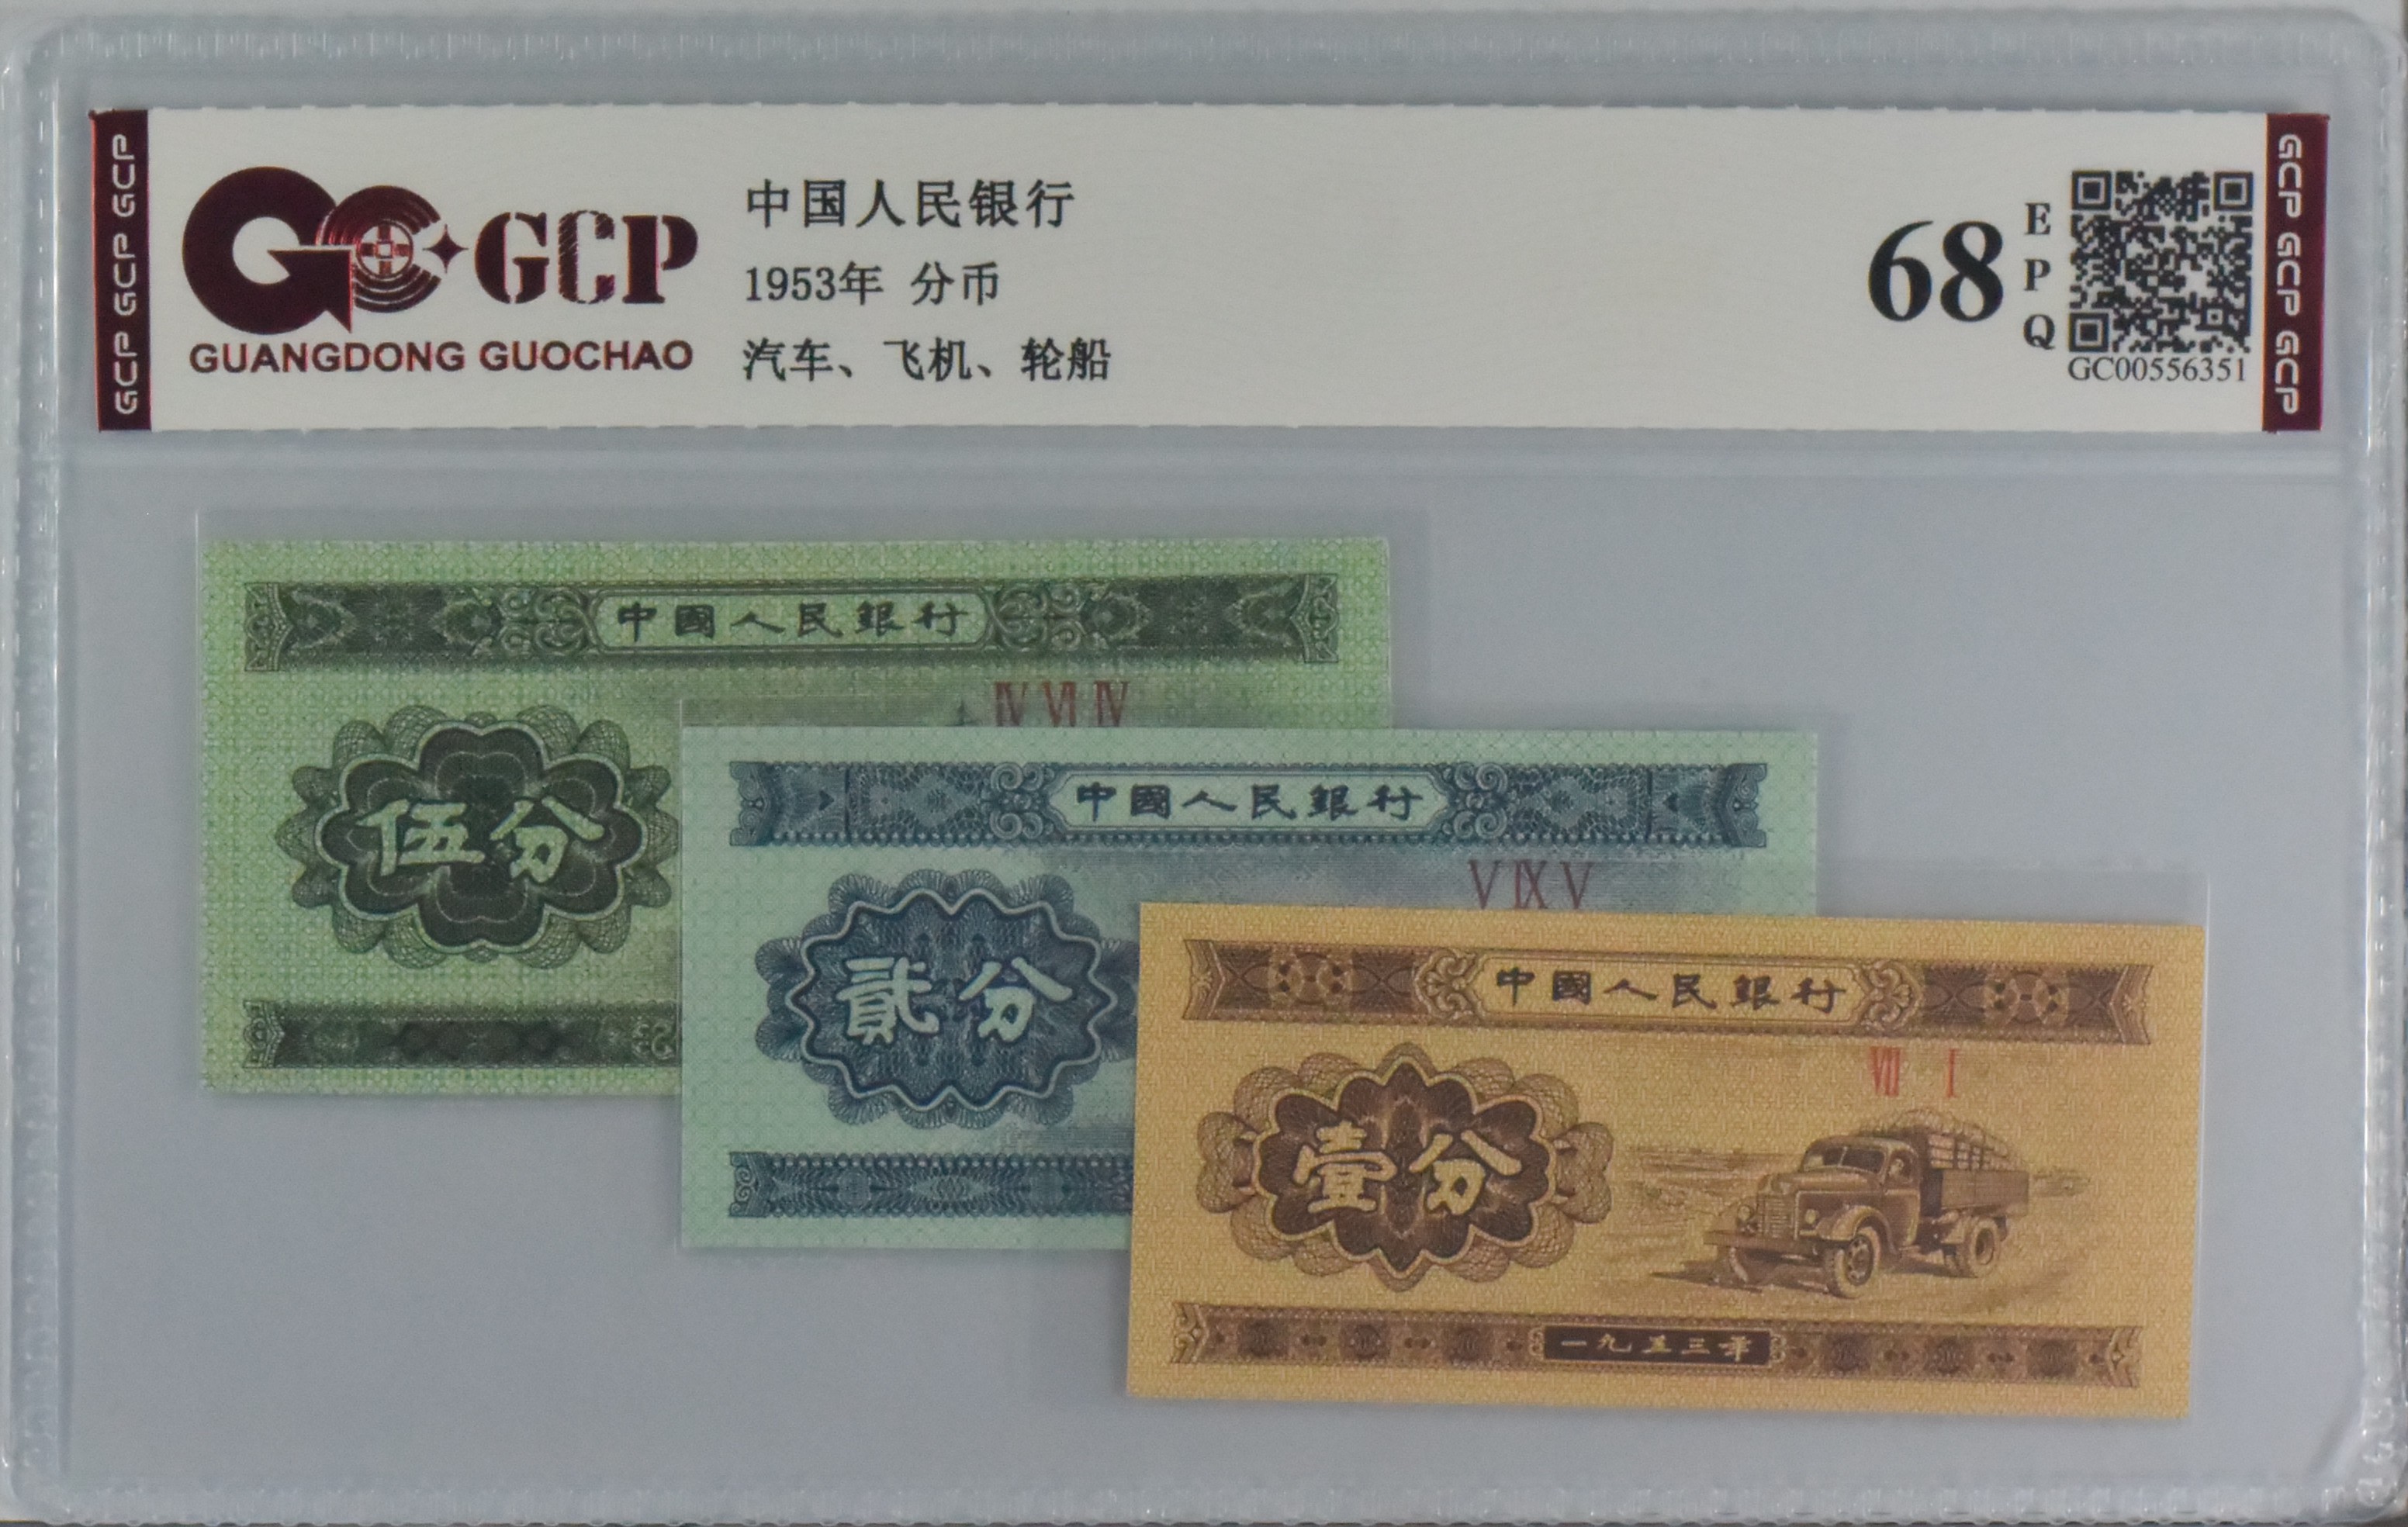 GCP GCP GCP
GCP
GUANGDONG GUOCHAO
中国人民银行
1953年 分币
汽车、飞机、轮船
68
EPQ
GC00556351
GCP GCP GCP
中國人民銀行
Ⅳ Ⅵ Ⅳ
伍分
中國人民銀行
Ⅴ Ⅸ Ⅴ
貳分
中國人民銀行
Ⅶ Ⅰ
壹分
一九五三年